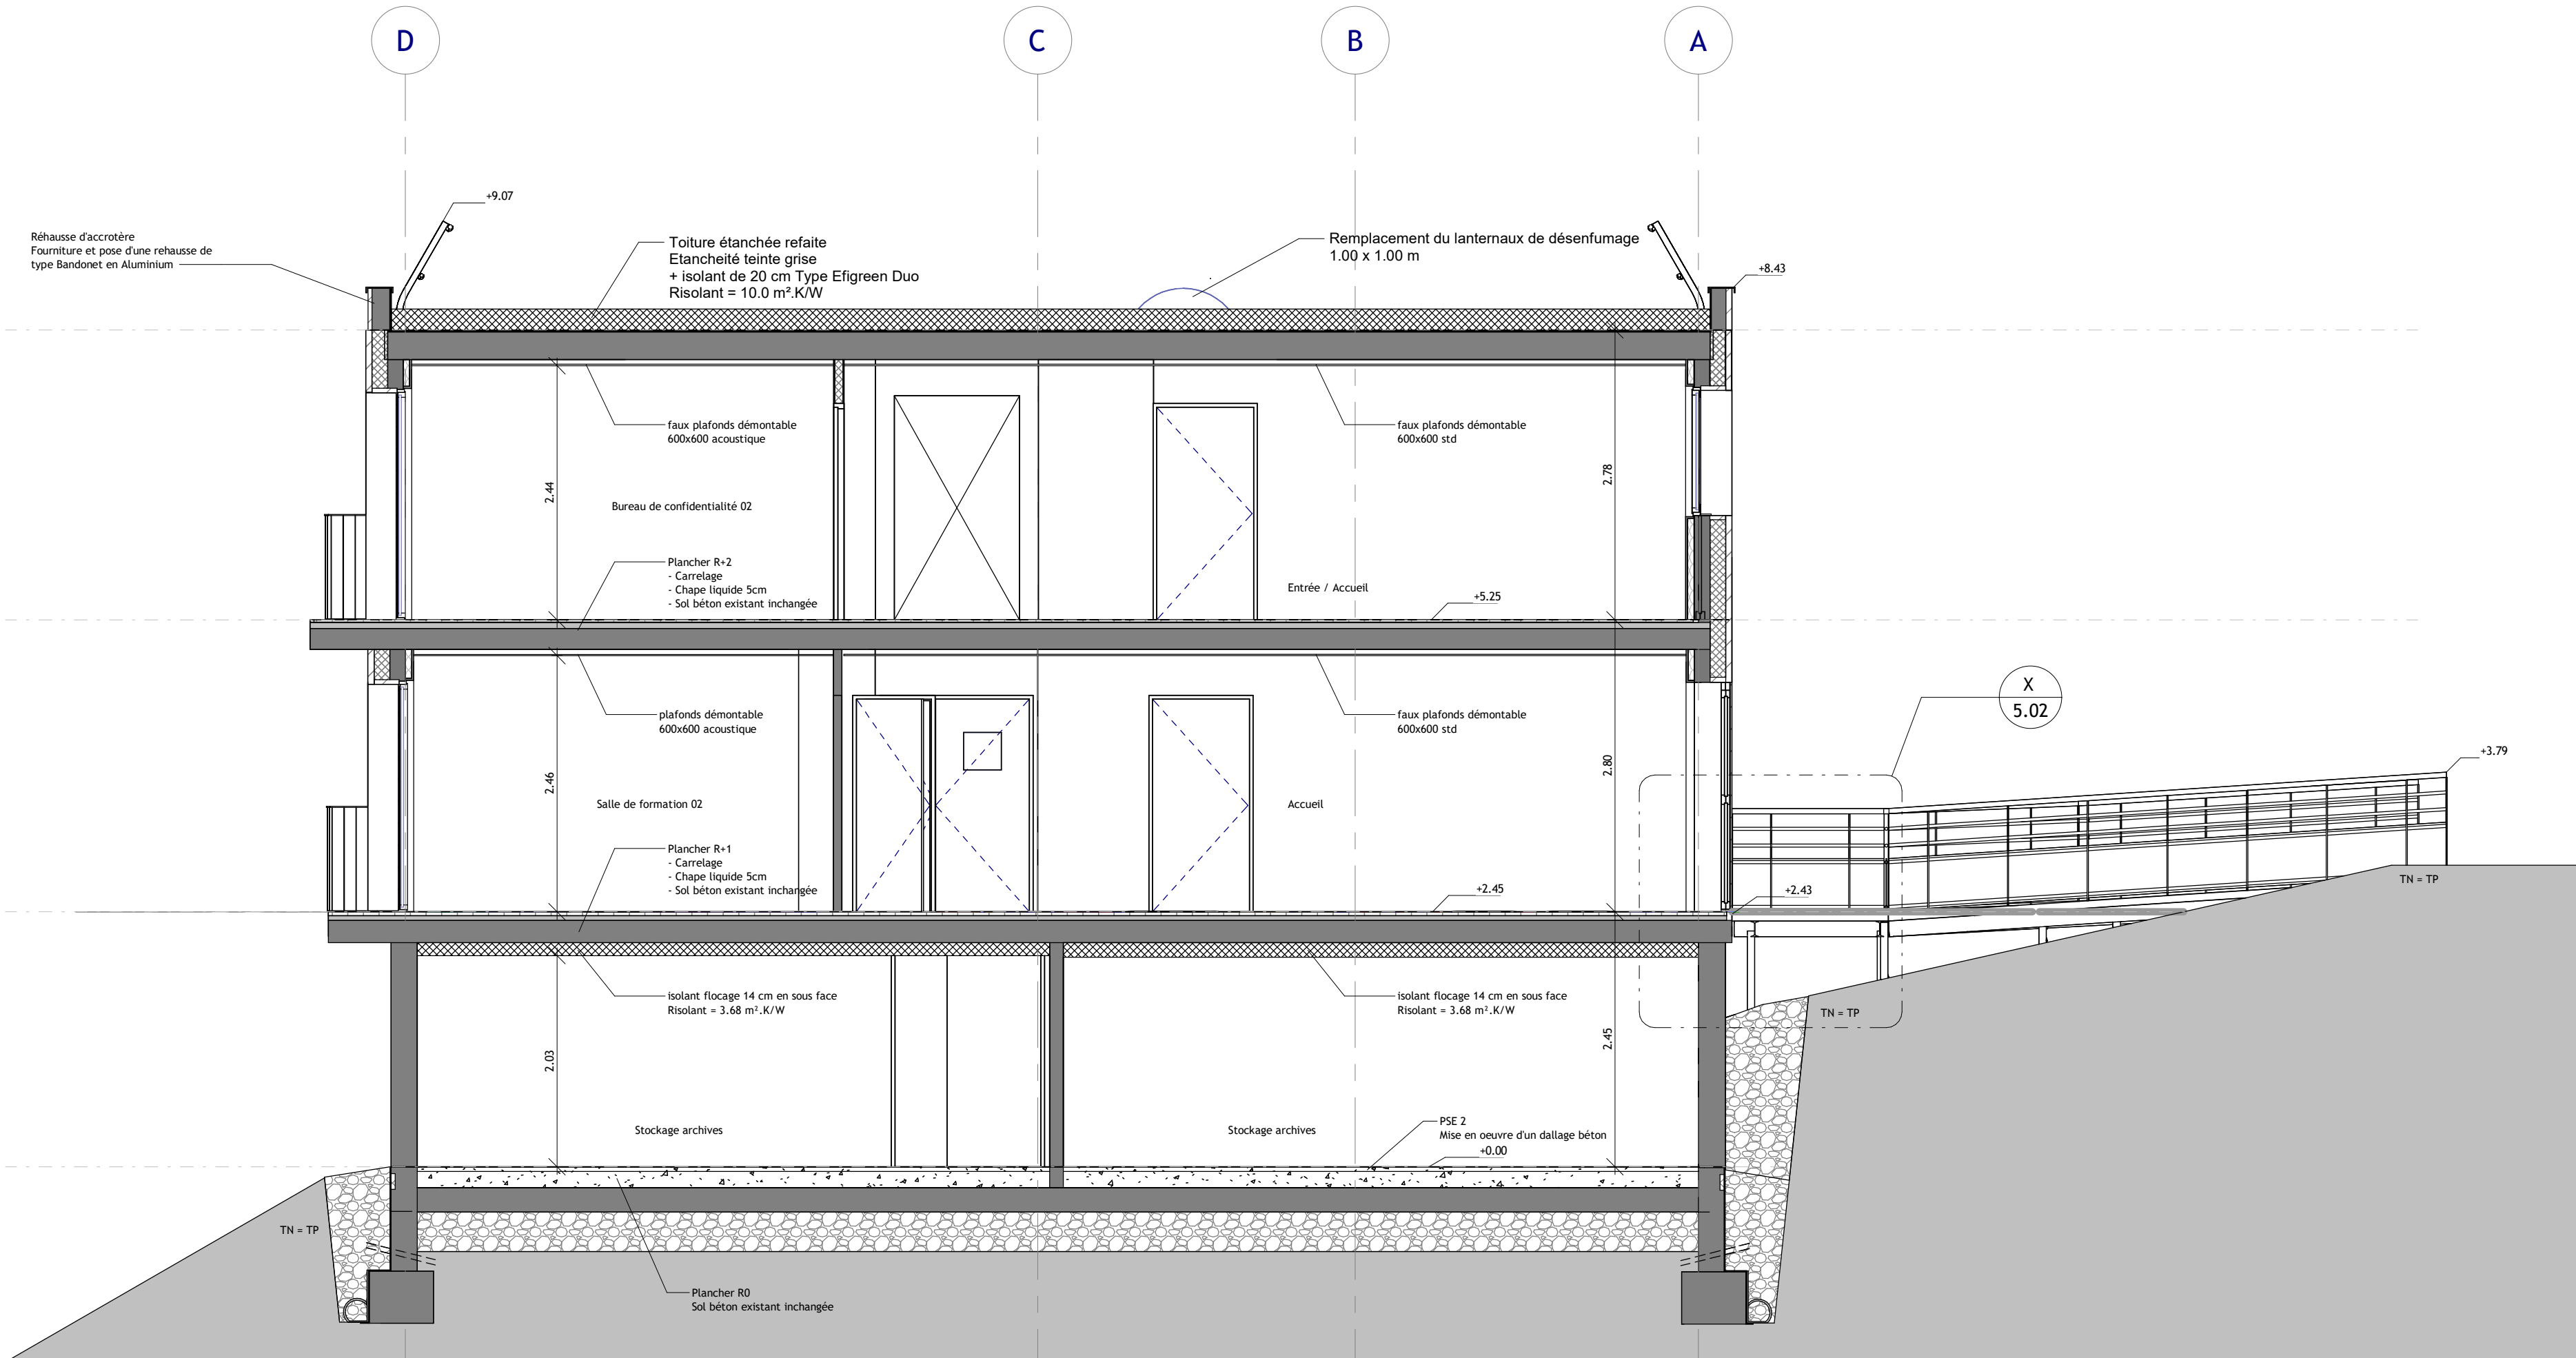 D
C
B
A
+9.07
Réhausse d'accrotère
Fourniture et pose d'une rehausse de
type Bandonet en Aluminium
Toiture étanchée refaite
Etancheité teinte grise
+ isolant de 20 cm Type Efigreen Duo
Risolant = 10.0 m².K/W
Remplacement du lanternaux de désenfumage
1.00 x 1.00 m
+8.43
faux plafonds démontable
600x600 acoustique
faux plafonds démontable
600x600 std
2.44
2.78
Bureau de confidentialité 02
Plancher R+2
- Carrelage
- Chape liquide 5cm
- Sol béton existant inchangée
Entrée / Accueil
+5.25
X
5.02
plafonds démontable
600x600 acoustique
faux plafonds démontable
600x600 std
+3.79
2.46
2.80
Salle de formation 02
Accueil
Plancher R+1
- Carrelage
- Chape liquide 5cm
- Sol béton existant inchangée
+2.45
+2.43
TN = TP
isolant flocage 14 cm en sous face
Risolant = 3.68 m².K/W
isolant flocage 14 cm en sous face
Risolant = 3.68 m².K/W
TN = TP
2.03
2.45
Stockage archives
Stockage archives
PSE 2
Mise en oeuvre d'un dallage béton
+0.00
TN = TP
Plancher R0
Sol béton existant inchangée